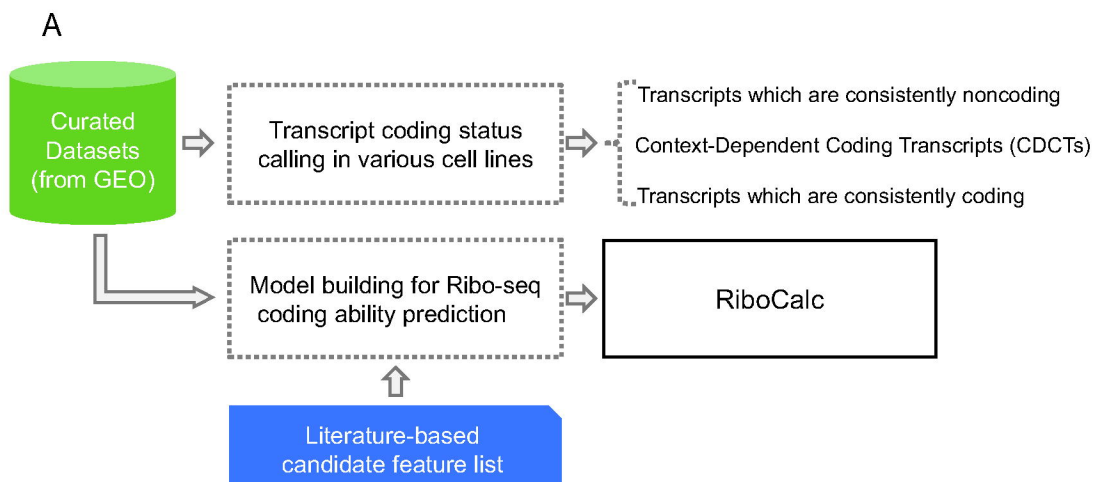 A
Curated
Datasets
(from GEO)
Transcript coding status
calling in various cell lines
Transcripts which are consistently noncoding
Context-Dependent Coding Transcripts (CDCTs)
Transcripts which are consistently coding
Model building for Ribo-seq
coding ability prediction
RiboCalc
Literature-based
candidate feature list